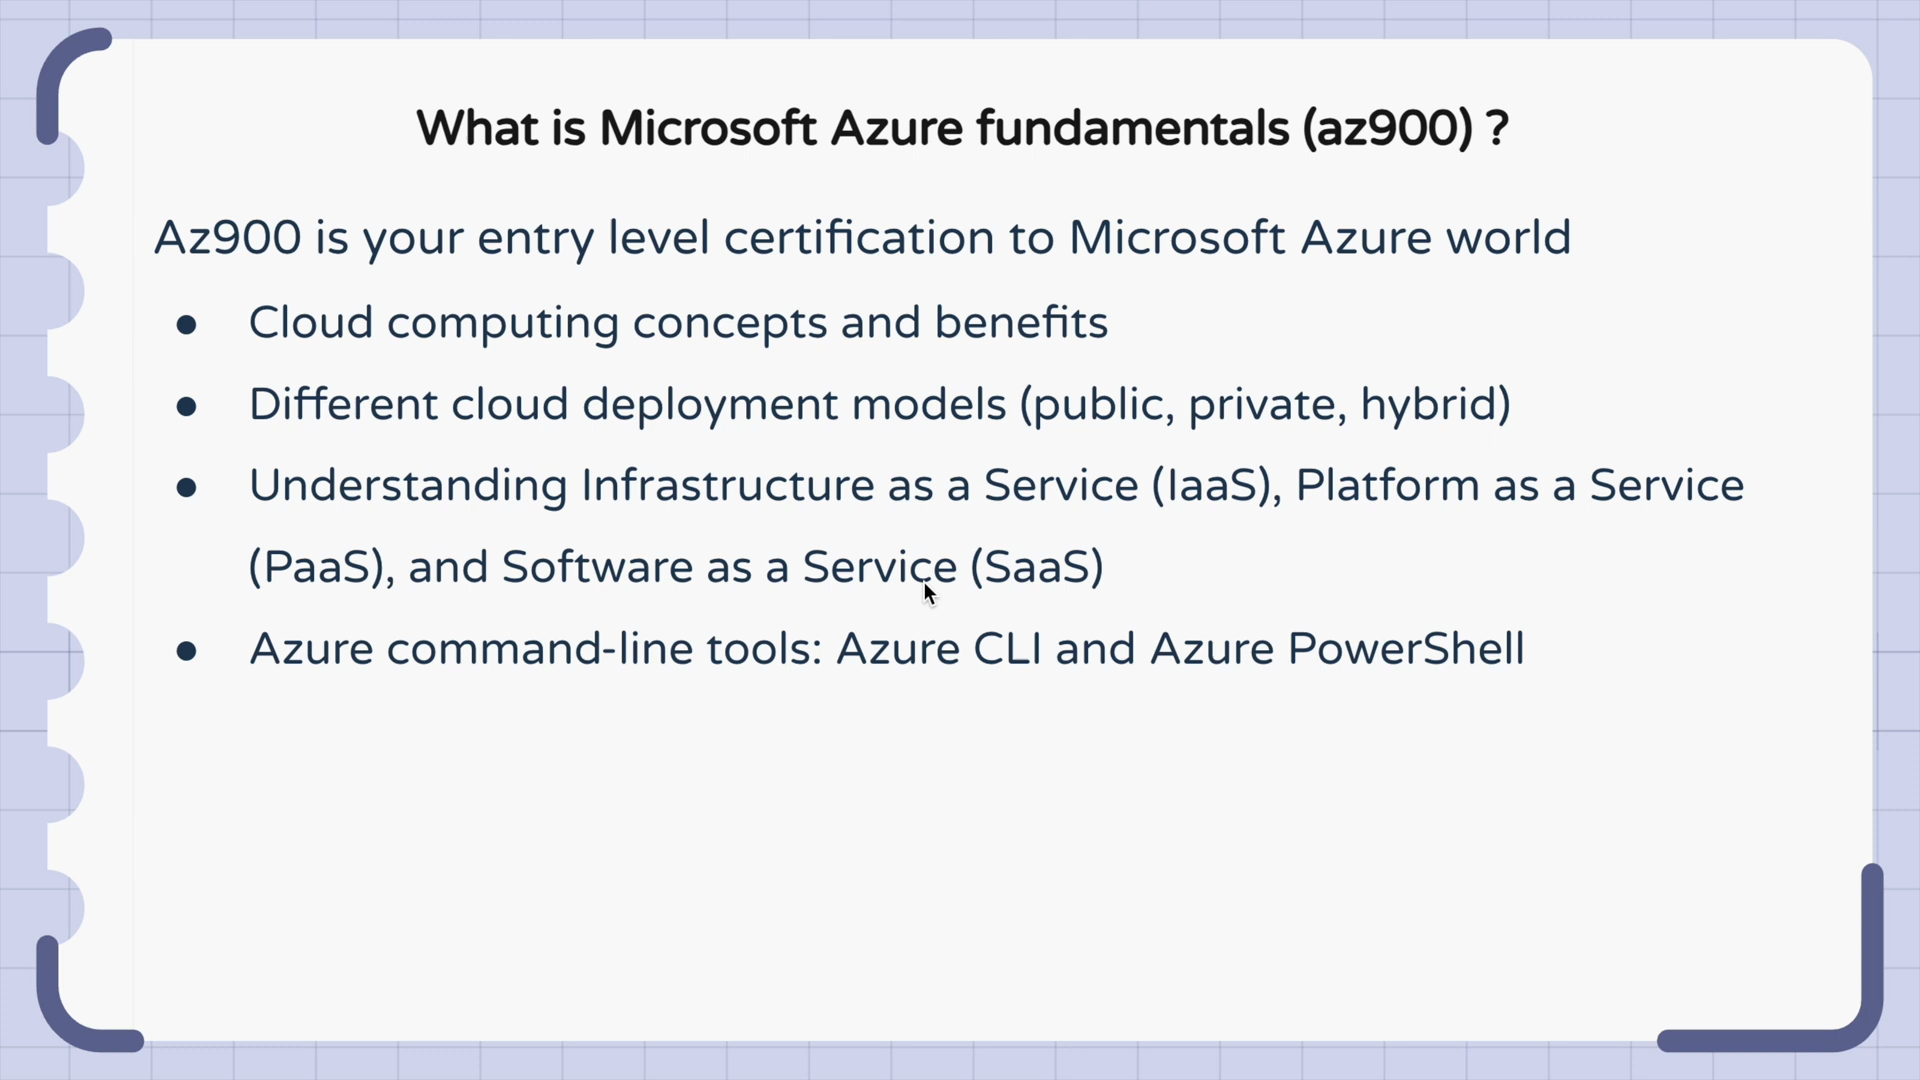 What is Microsoft Azure fundamentals (az900) ?
Az900 is your entry level certification to Microsoft Azure world
● Cloud computing concepts and benefits
● Different cloud deployment models (public, private, hybrid)
● Understanding Infrastructure as a Service (IaaS), Platform as a Service
(PaaS), and Software as a Service (SaaS)
● Azure command-line tools: Azure CLI and Azure PowerShell